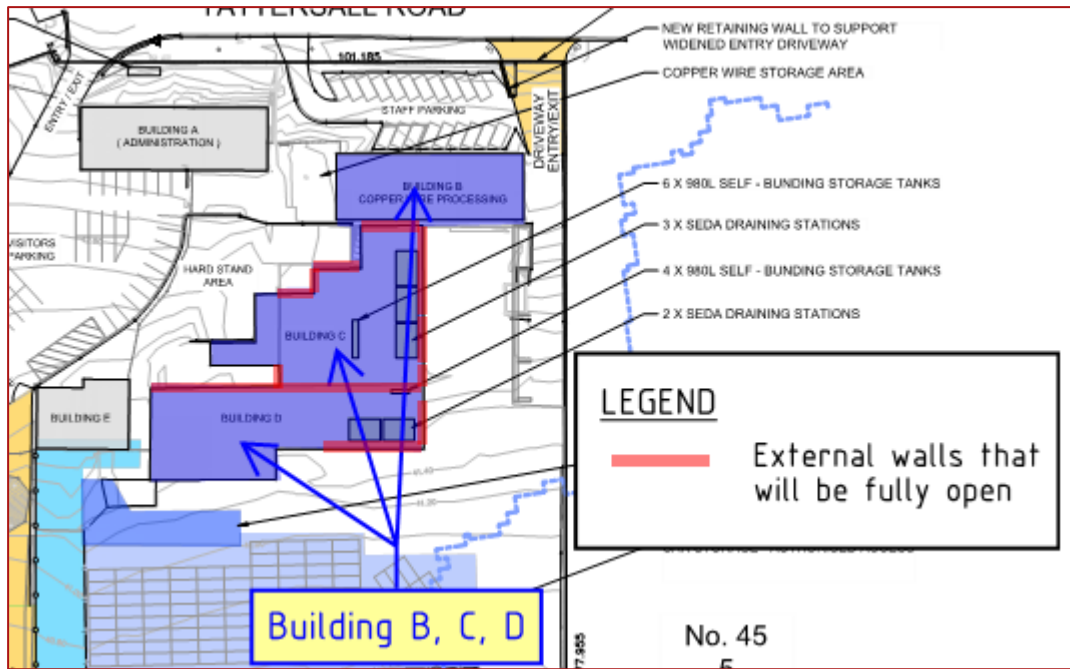 TATTERSALL ROAD
NEW RETAINING WALL TO SUPPORT
WIDENED ENTRY DRIVEWAY
101.185
COPPER WIRE STORAGE AREA
ENTRY / EXIT
STAFF PARKING
DRIVEWAY
ENTRY/EXIT
BUILDING A
( ADMINISTRATION )
BUILDING B
COPPER WIRE PROCESSING
6 X 980L SELF - BUNDING STORAGE TANKS
3 X SEDA DRAINING STATIONS
VISITORS
PARKING
HARD STAND
AREA
4 X 980L SELF - BUNDING STORAGE TANKS
2 X SEDA DRAINING STATIONS
BUILDING C
BUILDING E
BUILDING D
LEGEND
External walls that
will be fully open
Building B, C, D
No. 45
5
77.955